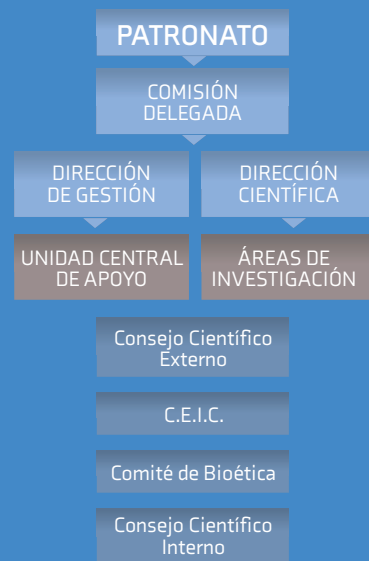 PATRONATO
COMISIÓN
DELEGADA
DIRECCIÓN
DE GESTIÓN
DIRECCIÓN
CIENTÍFICA
UNIDAD CENTRAL
DE APOYO
ÁREAS DE
INVESTIGACIÓN
Consejo Científico
Externo
C.E.I.C.
Comité de Bioética
Consejo Científico
Interno